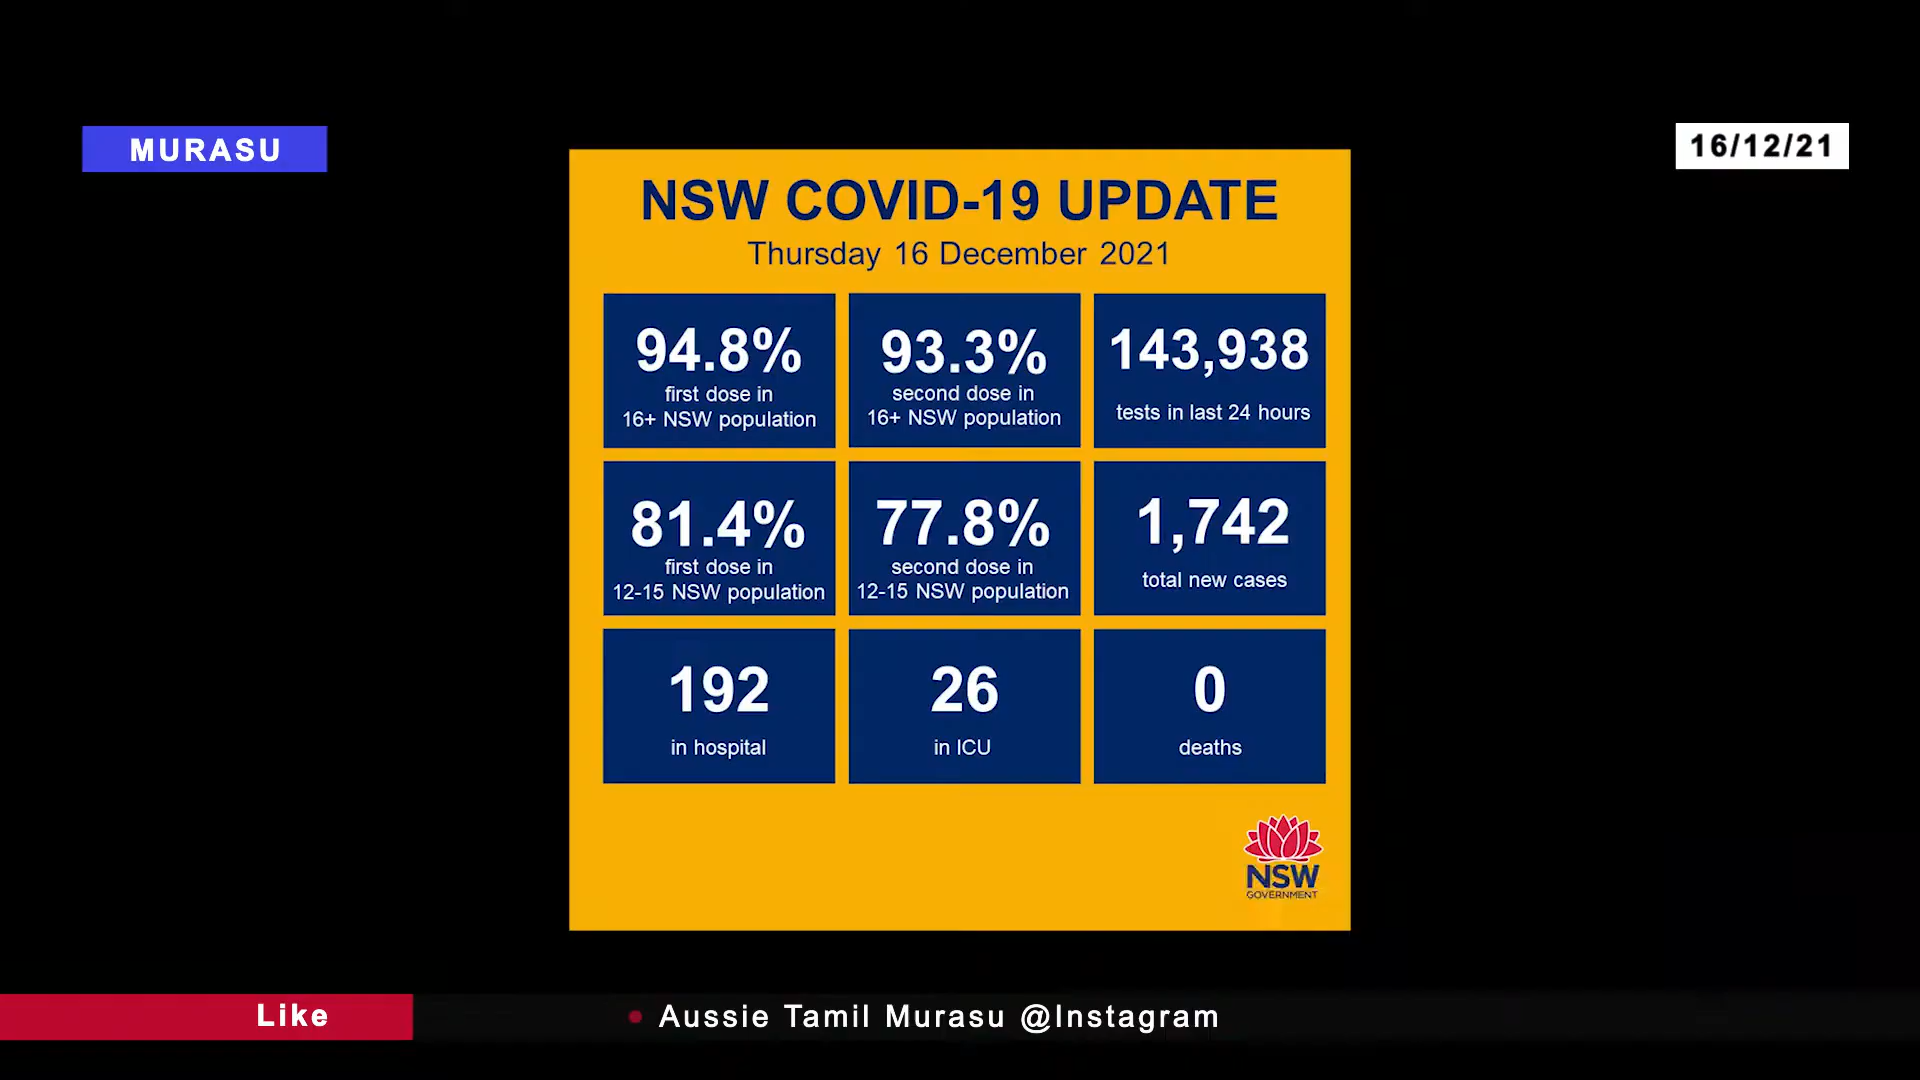 MURASU
16/12/21
NSW COVID-19 UPDATE
Thursday 16 December 2021
94.8%
first dose in
16+ NSW population
93.3%
second dose in
16+ NSW population
143,938
tests in last 24 hours
81.4%
first dose in
12-15 NSW population
77.8%
second dose in
12-15 NSW population
1,742
total new cases
192
in hospital
26
in ICU
0
deaths
NSW
GOVERNMENT
Like
Aussie Tamil Murasu @Instagram